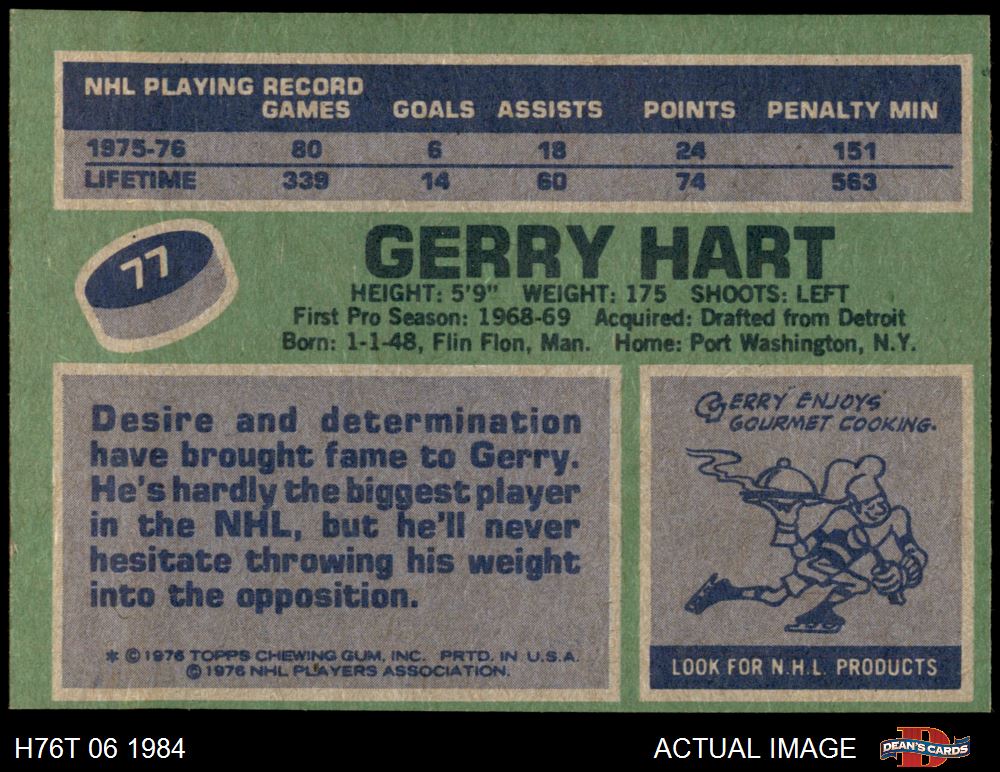 NHL PLAYING RECORD
GAMES GOALS ASSISTS POINTS PENALTY MIN
1975-76 80 6 18 24 151
LIFETIME 339 14 60 74 563
77
GERRY HART
HEIGHT: 5'9" WEIGHT: 175 SHOOTS: LEFT
First Pro Season: 1968-69 Acquired: Drafted from Detroit
Born: 1-1-48, Flin Flon, Man. Home: Port Washington, N.Y.
Desire and determination
have brought fame to Gerry.
He's hardly the biggest player
in the NHL, but he'll never
hesitate throwing his weight
into the opposition.
* © 1976 TOPPS CHEWING GUM, INC. PRTD. IN U.S.A.
© 1976 NHL PLAYERS ASSOCIATION.
GERRY ENJOYS
GOURMET COOKING.
LOOK FOR N.H.L. PRODUCTS
H76T 06 1984
ACTUAL IMAGE
D
DEAN'S CARDS